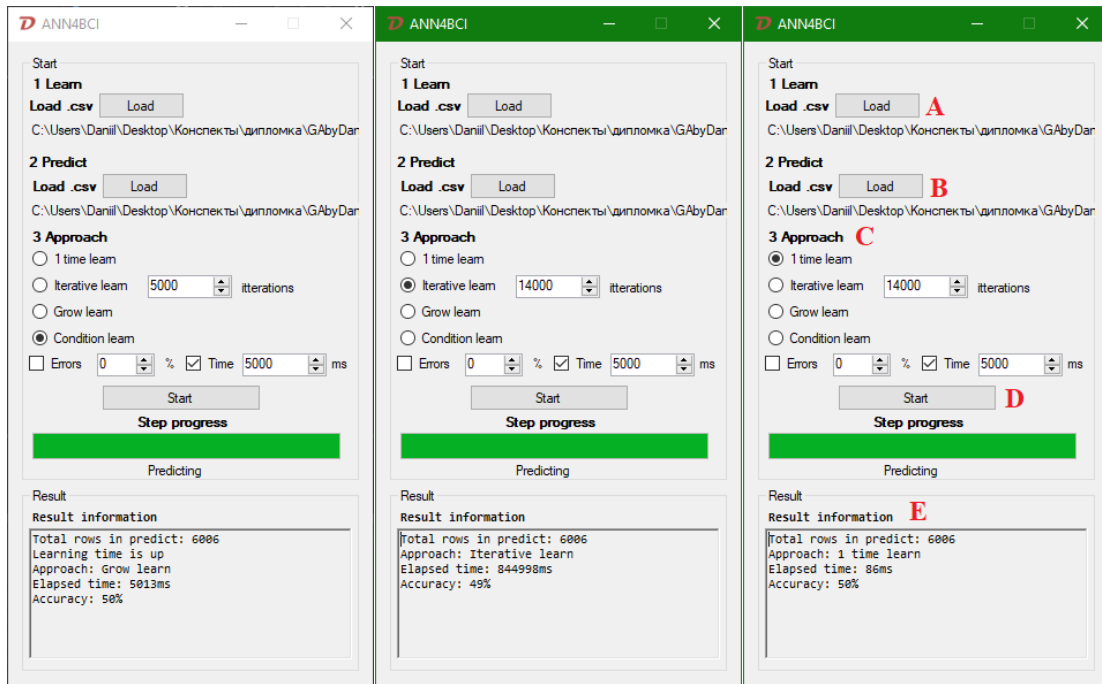 ANN4BCI
Start
1 Learn
Load .csv Load
C:\Users\Daniil\Desktop\Конспекты\дипломка\GAbyDan
2 Predict
Load .csv Load
C:\Users\Daniil\Desktop\Конспекты\дипломка\GAbyDan
3 Approach
1 time learn
Iterative learn 5000 itterations
Grow learn
Condition learn
Errors 0 % Time 5000 ms
Start
Step progress
Predicting
Result
Result information
Total rows in predict: 6006
Learning time is up
Approach: Grow learn
Elapsed time: 5013ms
Accuracy: 50%
ANN4BCI
Start
1 Learn
Load .csv Load
C:\Users\Daniil\Desktop\Конспекты\дипломка\GAbyDan
2 Predict
Load .csv Load
C:\Users\Daniil\Desktop\Конспекты\дипломка\GAbyDan
3 Approach
1 time learn
Iterative learn 14000 itterations
Grow learn
Condition learn
Errors 0 % Time 5000 ms
Start
Step progress
Predicting
Result
Result information
Total rows in predict: 6006
Approach: Iterative learn
Elapsed time: 844998ms
Accuracy: 49%
ANN4BCI
Start
1 Learn
Load .csv Load A
C:\Users\Daniil\Desktop\Конспекты\дипломка\GAbyDan
2 Predict
Load .csv Load B
C:\Users\Daniil\Desktop\Конспекты\дипломка\GAbyDan
3 Approach C
1 time learn
Iterative learn 14000 itterations
Grow learn
Condition learn
Errors 0 % Time 5000 ms
Start D
Step progress
Predicting
Result
Result information E
Total rows in predict: 6006
Approach: 1 time learn
Elapsed time: 86ms
Accuracy: 50%